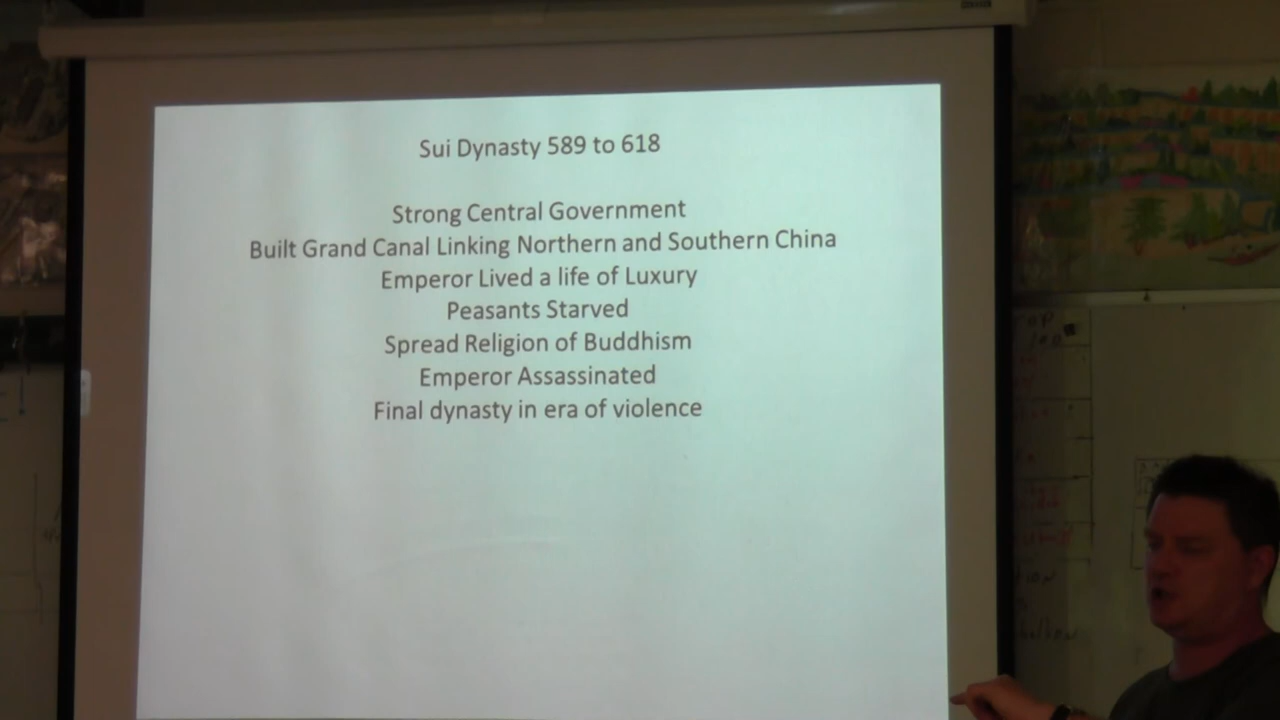 Sui Dynasty 589 to 618
Strong Central Government
Built Grand Canal Linking Northern and Southern China
Emperor Lived a life of Luxury
Peasants Starved
Spread Religion of Buddhism
Emperor Assassinated
Final dynasty in era of violence